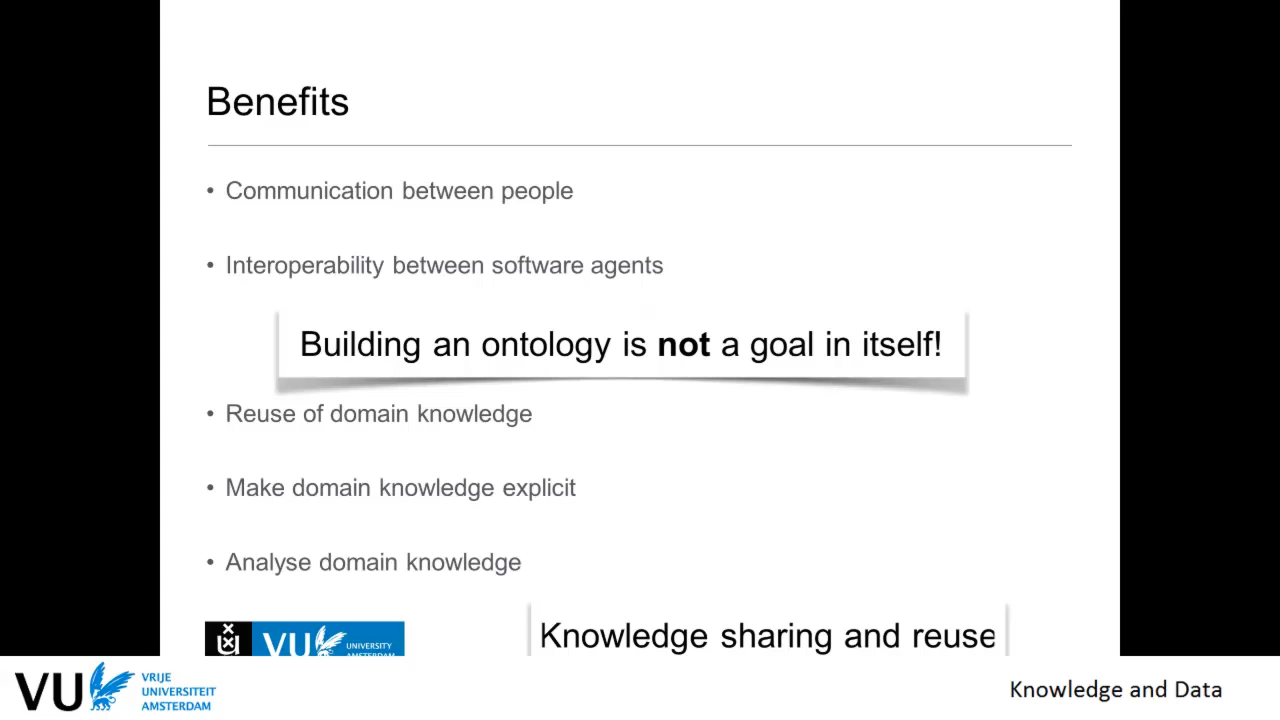 Benefits
• Communication between people
• Interoperability between software agents
Building an ontology is not a goal in itself!
• Reuse of domain knowledge
• Make domain knowledge explicit
• Analyse domain knowledge
Knowledge sharing and reuse
VU UNIVERSITY
AMSTERDAM
VU VRIJE
UNIVERSITEIT
AMSTERDAM
Knowledge and Data